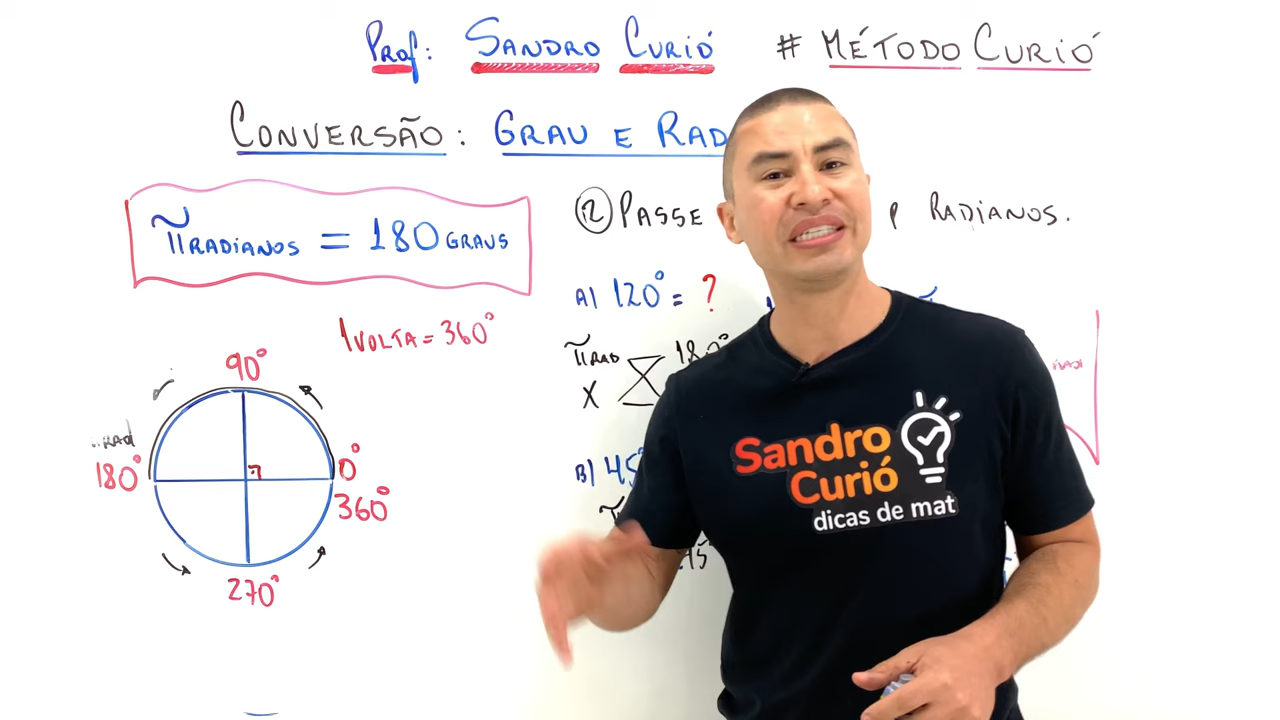 Prof: SANDRO CURIÓ # MÉTODO CURIÓ
CONVERSÃO: GRAU E RAD
π RADIANOS = 180 GRAUS
1 VOLTA = 360°
90°
180°
0°
360°
270°
2 PASSE P RADIANOS.
A) 120° = ?
π RAD 180°
X
B) 45
Sandro
Curió
dicas de mat